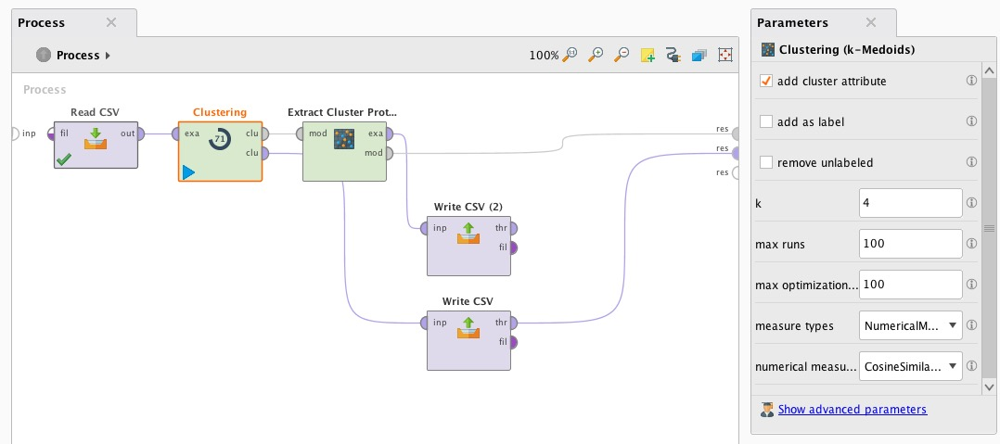 Process
Parameters
Process
100%
Clustering (k-Medoids)
Process
add cluster attribute
Read CSV
Clustering
Extract Cluster Prot...
add as label
inp
fil
out
exa
clu
mod
exa
res
71
clu
mod
res
remove unlabeled
res
k
4
Write CSV (2)
inp
thr
fil
max runs
100
max optimization...
100
Write CSV
inp
thr
fil
measure types
NumericalM...
numerical measu...
CosineSimila...
Show advanced parameters